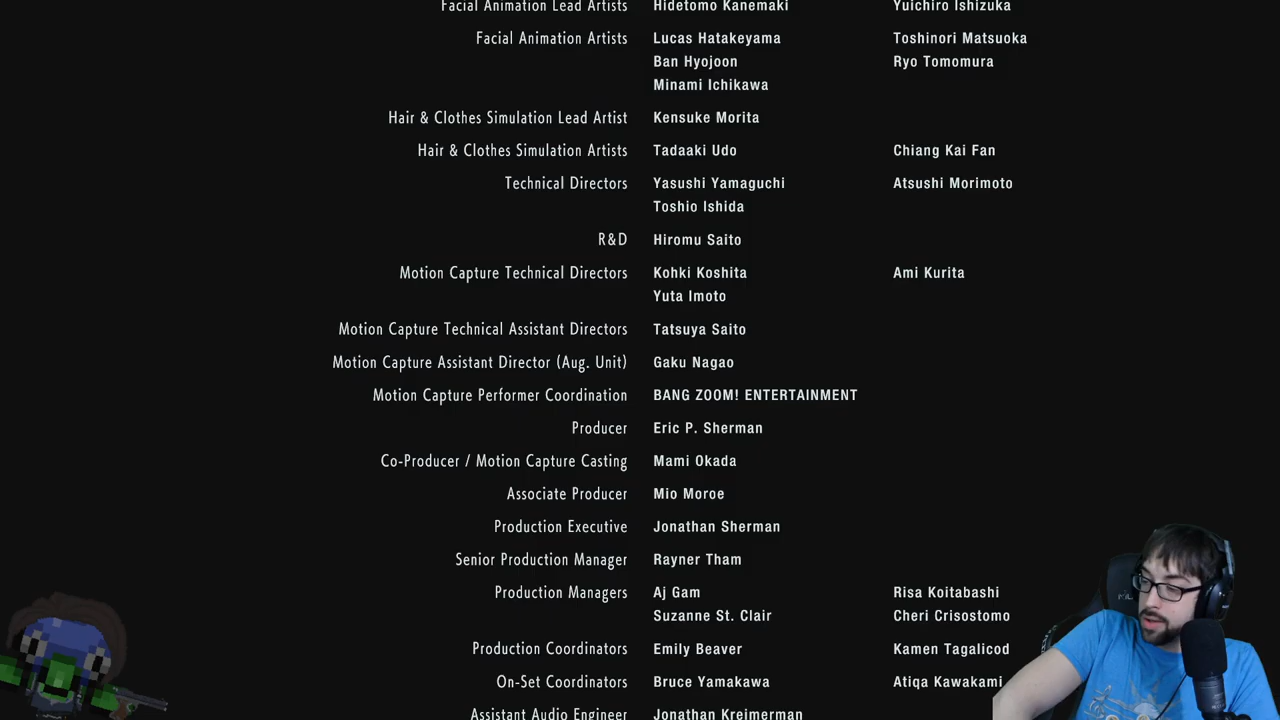 Facial Animation Lead Artists Hidetomo Kanemaki Yuichiro Ishizuka
Facial Animation Artists Lucas Hatakeyama Toshinori Matsuoka
Ban Hyojoon Ryo Tomomura
Minami Ichikawa
Hair & Clothes Simulation Lead Artist Kensuke Morita
Hair & Clothes Simulation Artists Tadaaki Udo Chiang Kai Fan
Technical Directors Yasushi Yamaguchi Atsushi Morimoto
Toshio Ishida
R&D Hiromu Saito
Motion Capture Technical Directors Kohki Koshita Ami Kurita
Yuta Imoto
Motion Capture Technical Assistant Directors Tatsuya Saito
Motion Capture Assistant Director (Aug. Unit) Gaku Nagao
Motion Capture Performer Coordination BANG ZOOM! ENTERTAINMENT
Producer Eric P. Sherman
Co-Producer / Motion Capture Casting Mami Okada
Associate Producer Mio Moroe
Production Executive Jonathan Sherman
Senior Production Manager Rayner Tham
Production Managers Aj Gam Risa Koitabashi
Suzanne St. Clair Cheri Crisostomo
Production Coordinators Emily Beaver Kamen Tagalicod
On-Set Coordinators Bruce Yamakawa Atiqa Kawakami
Assistant Audio Engineer Jonathan Kreimerman